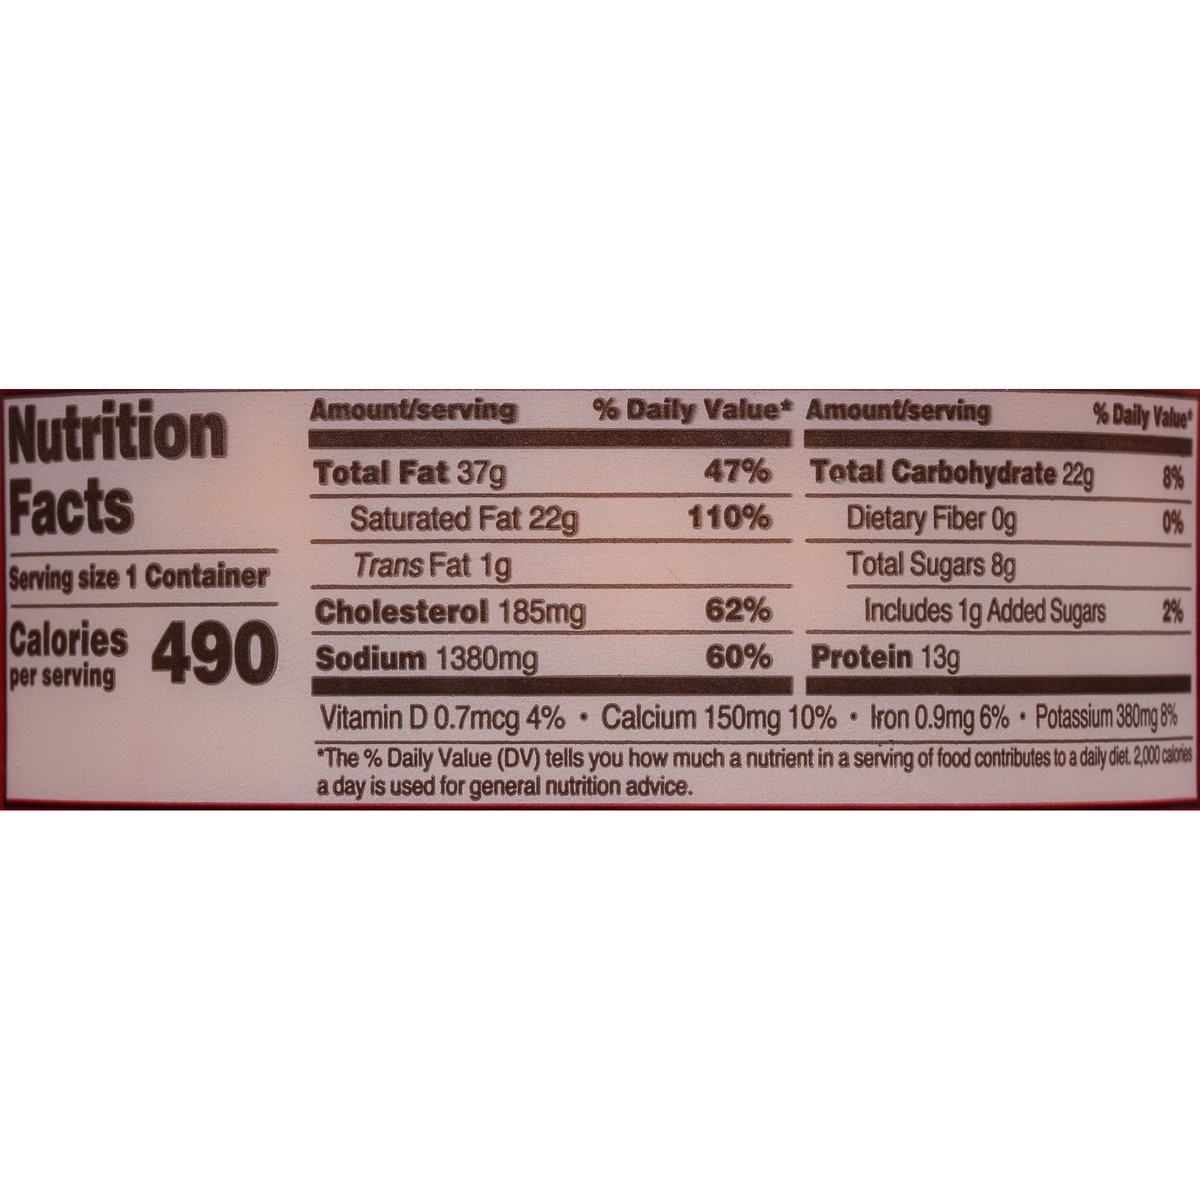 Nutrition
Facts
Serving size 1 Container
Calories
per serving
490
Amount/serving % Daily Value*
Total Fat 37g 47%
Saturated Fat 22g 110%
Trans Fat 1g
Cholesterol 185mg 62%
Sodium 1380mg 60%
Amount/serving % Daily Value*
Total Carbohydrate 22g 8%
Dietary Fiber 0g 0%
Total Sugars 8g
Includes 1g Added Sugars 2%
Protein 13g
Vitamin D 0.7mcg 4% • Calcium 150mg 10% • Iron 0.9mg 6% • Potassium 380mg 8%
*The % Daily Value (DV) tells you how much a nutrient in a serving of food contributes to a daily diet. 2,000 calories
a day is used for general nutrition advice.